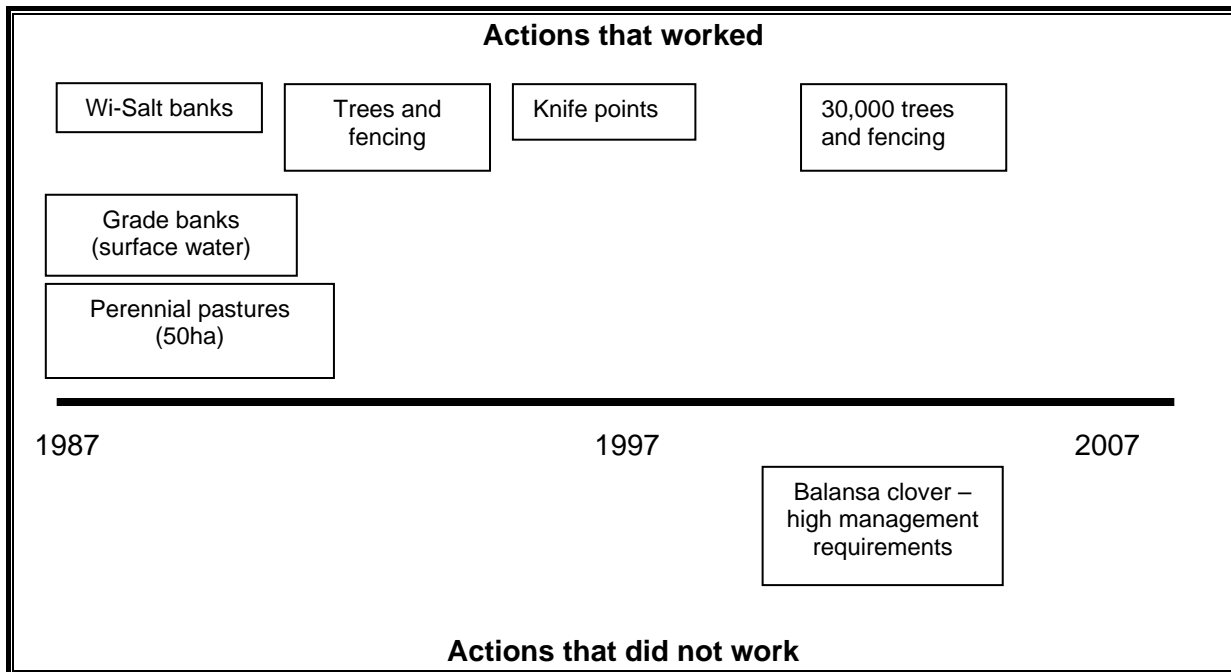 Actions that worked
Wi-Salt banks
Trees and
fencing
Knife points
30,000 trees
and fencing
Grade banks
(surface water)
Perennial pastures
(50ha)
1987
1997
2007
Balansa clover –
high management
requirements
Actions that did not work